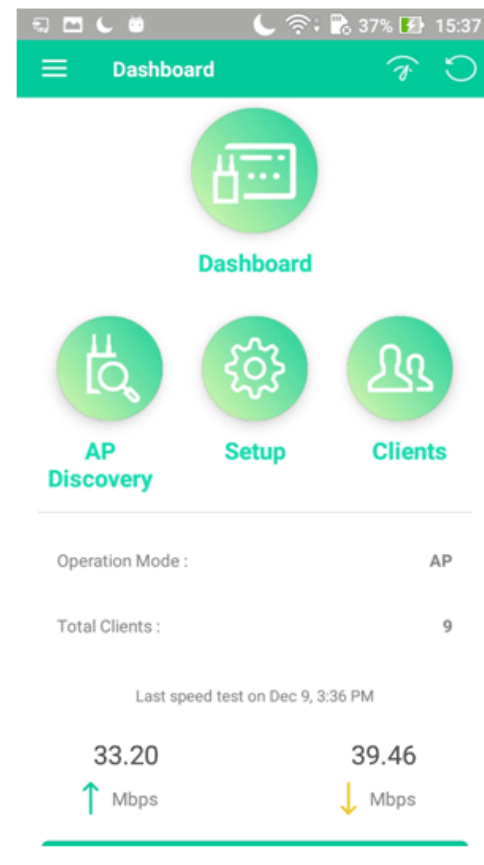 37% 15:37
Dashboard
Dashboard
AP
Discovery
Setup
Clients
Operation Mode : AP
Total Clients : 9
Last speed test on Dec 9, 3:36 PM
33.20 39.46
Mbps Mbps